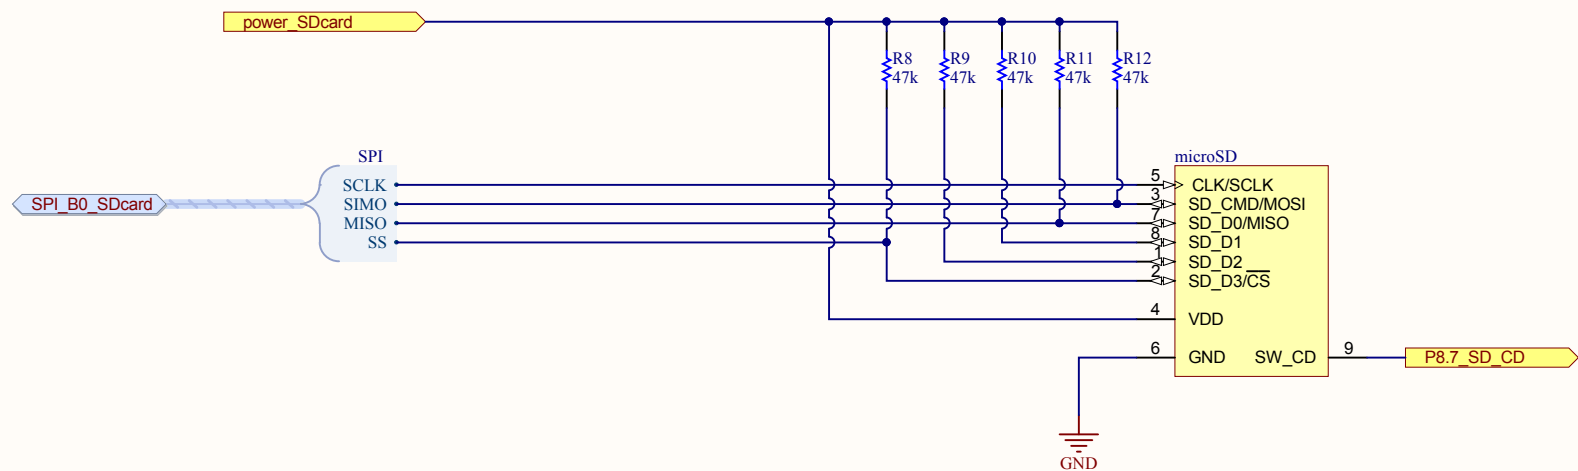 power_SDcard
R8
47k
R9
47k
R10
47k
R11
47k
R12
47k
SPI
SCLK
SIMO
MISO
SS
SPI_B0_SDcard
microSD
5 CLK/SCLK
3 SD_CMD/MOSI
7 SD_D0/MISO
8 SD_D1
1 SD_D2
2 SD_D3/CS
4 VDD
6 GND SW_CD 9
P8.7_SD_CD
GND